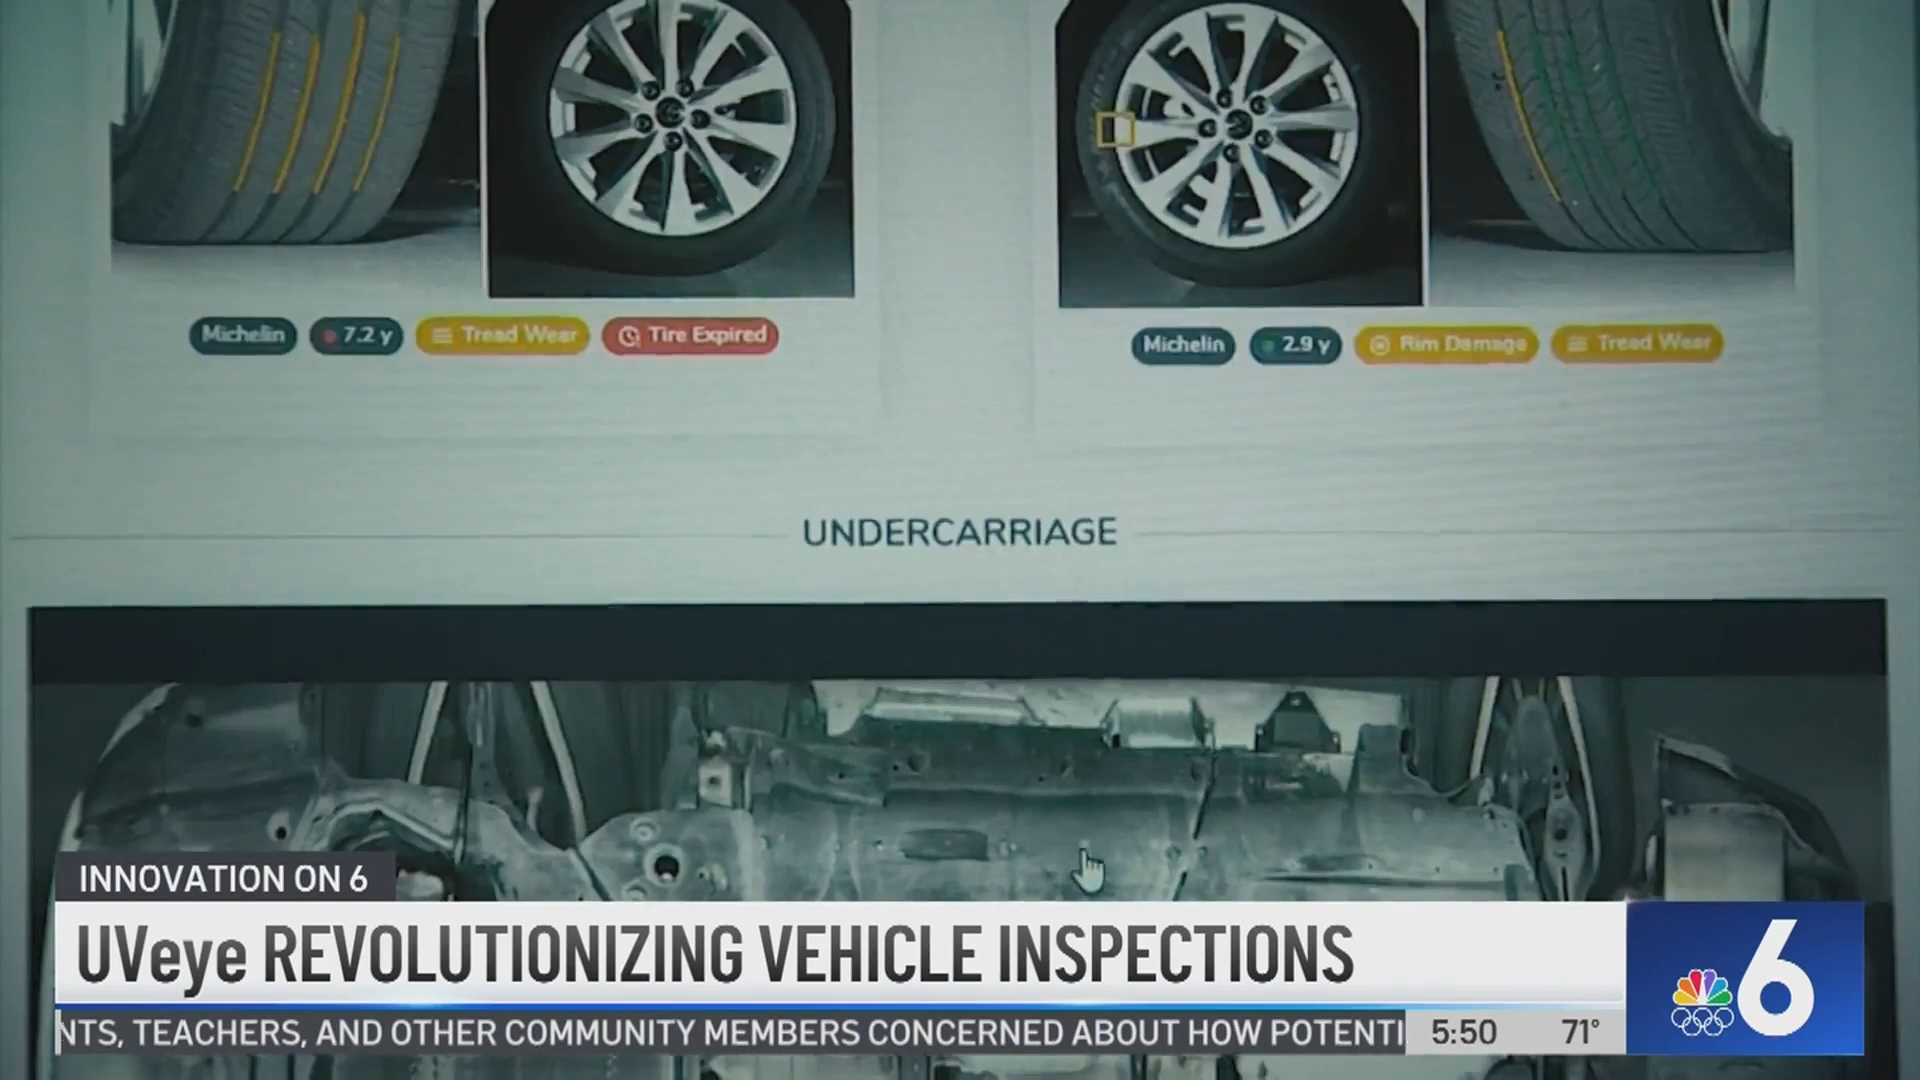 Michelin 7.2 y Tread Wear Tire Expired
Michelin 2.9 y Rim Damage Tread Wear
UNDERCARRIAGE
INNOVATION ON 6
UVeye REVOLUTIONIZING VEHICLE INSPECTIONS
6
NTS, TEACHERS, AND OTHER COMMUNITY MEMBERS CONCERNED ABOUT HOW POTENTI
5:50 71°